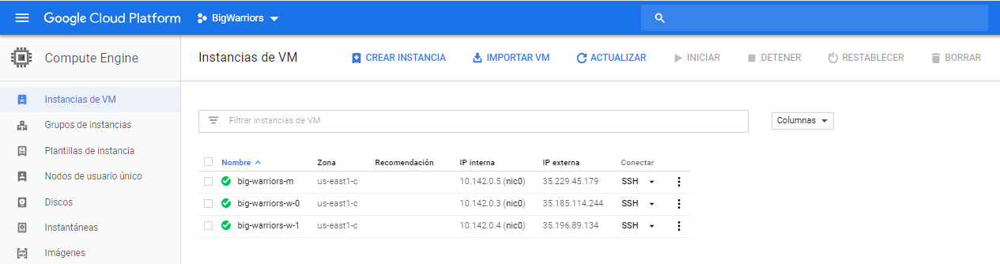 Google Cloud Platform BigWarriors
Compute Engine
Instancias de VM CREAR INSTANCIA IMPORTAR VM ACTUALIZAR INICIAR DETENER RESTABLECER BORRAR
Instancias de VM
Grupos de instancias
Plantillas de instancia
Nodos de usuario único
Discos
Instantáneas
Imágenes
Filtrar instancias de VM Columnas
Nombre Zona Recomendación IP interna IP externa Conectar
big-warriors-m us-east1-c 10.142.0.5 (nic0) 35.229.45.179 SSH
big-warriors-w-0 us-east1-c 10.142.0.3 (nic0) 35.185.114.244 SSH
big-warriors-w-1 us-east1-c 10.142.0.4 (nic0) 35.196.89.134 SSH